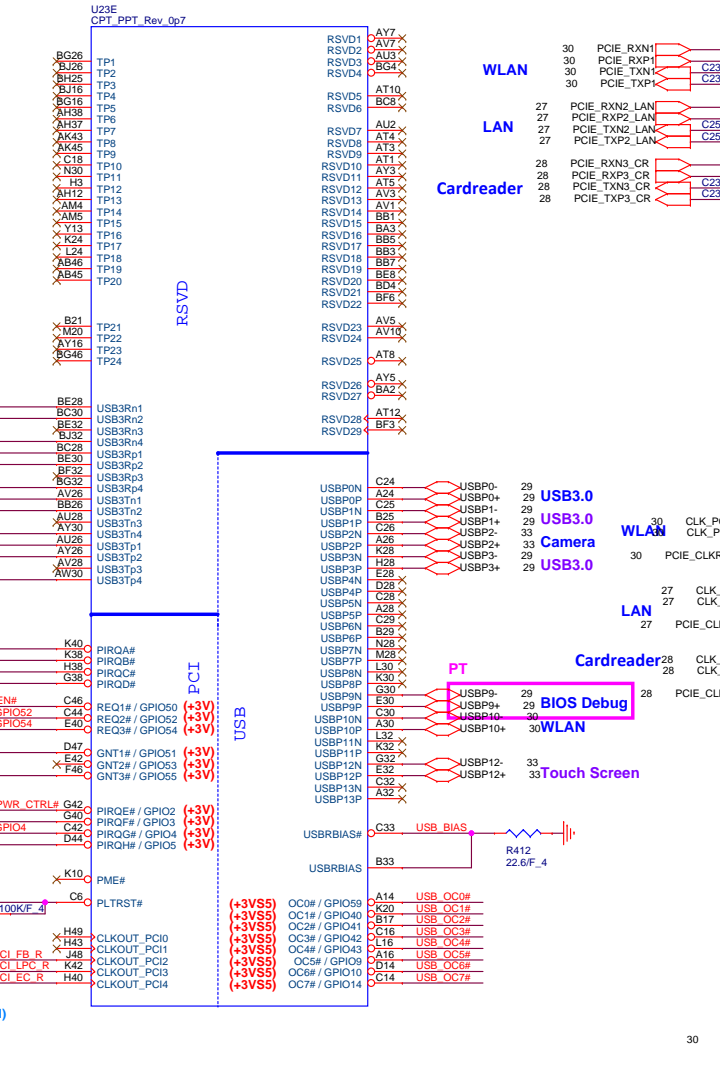 U23E
CPT_PPT_Rev_0p7
BG26 TP1
BJ26 TP2
BH25 TP3
BJ16 TP4
BG16 TP5
AH38 TP6
AH37 TP7
AK43 TP8
AK45 TP9
C18 TP10
N30 TP11
H3 TP12
AH12 TP13
AM4 TP14
AM5 TP15
Y13 TP16
K24 TP17
L24 TP18
AB46 TP19
AB45 TP20
B21 TP21
M20 TP22
AY16 TP23
BG46 TP24
RSVD
RSVD1 AY7
RSVD2 AV7
RSVD3 AU3
RSVD4 BG4
RSVD5 AT10
RSVD6 BC8
RSVD7 AU2
RSVD8 AT4
RSVD9 AT3
RSVD10 AT1
RSVD11 AY3
RSVD12 AT5
RSVD13 AV3
RSVD14 AV1
RSVD15 BB1
RSVD16 BA3
RSVD17 BB5
RSVD18 BB3
RSVD19 BB7
RSVD20 BE8
RSVD21 BD4
RSVD22 BF6
RSVD23 AV5
RSVD24 AV10
RSVD25 AT8
RSVD26 AY5
RSVD27 BA2
RSVD28 AT12
RSVD29 BF3
BE28 USB3Rn1
BC30 USB3Rn2
BE32 USB3Rn3
BJ32 USB3Rn4
BC28 USB3Rp1
BE30 USB3Rp2
BF32 USB3Rp3
BG32 USB3Rp4
AV26 USB3Tn1
BB26 USB3Tn2
AU28 USB3Tn3
AY30 USB3Tn4
AU26 USB3Tp1
AY26 USB3Tp2
AV28 USB3Tp3
AW30 USB3Tp4
WLAN
30 PCIE_RXN1
30 PCIE_RXP1
30 PCIE_TXN1 C23
30 PCIE_TXP1 C23
LAN
27 PCIE_RXN2_LAN
27 PCIE_RXP2_LAN
27 PCIE_TXN2_LAN C25
27 PCIE_TXP2_LAN C25
Cardreader
28 PCIE_RXN3_CR
28 PCIE_RXP3_CR
28 PCIE_TXN3_CR C23
28 PCIE_TXP3_CR C23
USBP0N C24 USBP0- 29
USBP0P A24 USBP0+ 29 USB3.0
USBP1N C25 USBP1- 29
USBP1P B25 USBP1+ 29 USB3.0
USBP2N C26 USBP2- 33
USBP2P A26 USBP2+ 33 Camera
USBP3N K28 USBP3- 29
USBP3P H28 USBP3+ 29 USB3.0
USBP4N E28
USBP4P D28
USBP5N C28
USBP5P A28
USBP6N C29
USBP6P B29
USBP7N N28
USBP7P M28
USBP8N L30
USBP8P K30
PT
USBP9N G30 USBP9- 29
USBP9P E30 USBP9+ 29 BIOS Debug
USBP10N C30 USBP10- 30
USBP10P A30 USBP10+ 30 WLAN
USBP11N L32
USBP11P K32
USBP12N G32 USBP12- 33
USBP12P E32 USBP12+ 33 Touch Screen
USBP13N C32
USBP13P A32
WLAN
30 CLK_P
CLK_P
30 PCIE_CLKR
LAN
27 CLK_
27 CLK_
27 PCIE_CL
Cardreader
28 CLK_
28 CLK_
28 PCIE_CL
PCI
USB
K40 PIRQA#
K38 PIRQB#
H38 PIRQC#
G38 PIRQD#
EN# C46 REQ1# / GPIO50 (+3V)
GPIO52 C44 REQ2# / GPIO52 (+3V)
GPIO54 E40 REQ3# / GPIO54 (+3V)
D47 GNT1# / GPIO51 (+3V)
E42 GNT2# / GPIO53 (+3V)
F46 GNT3# / GPIO55 (+3V)
PWR_CTRL# G42 PIRQE# / GPIO2 (+3V)
G40 PIRQF# / GPIO3 (+3V)
GPIO4 C42 PIRQG# / GPIO4 (+3V)
D44 PIRQH# / GPIO5 (+3V)
K10 PME#
C6 PLTRST#
100K/F_4
H49 CLKOUT_PCI0
H43 CLKOUT_PCI1
CI_FB_R J48 CLKOUT_PCI2
CI_LPC_R K42 CLKOUT_PCI3
CI_EC_R H40 CLKOUT_PCI4
USBRBIAS# C33 USB_BIAS
R412
22.6/F_4
USBRBIAS B33
(+3VS5) OC0# / GPIO59 A14 USB_OC0#
(+3VS5) OC1# / GPIO40 K20 USB_OC1#
(+3VS5) OC2# / GPIO41 B17 USB_OC2#
(+3VS5) OC3# / GPIO42 C16 USB_OC3#
(+3VS5) OC4# / GPIO43 L16 USB_OC4#
(+3VS5) OC5# / GPIO9 A16 USB_OC5#
(+3VS5) OC6# / GPIO10 D14 USB_OC6#
(+3VS5) OC7# / GPIO14 C14 USB_OC7#
30